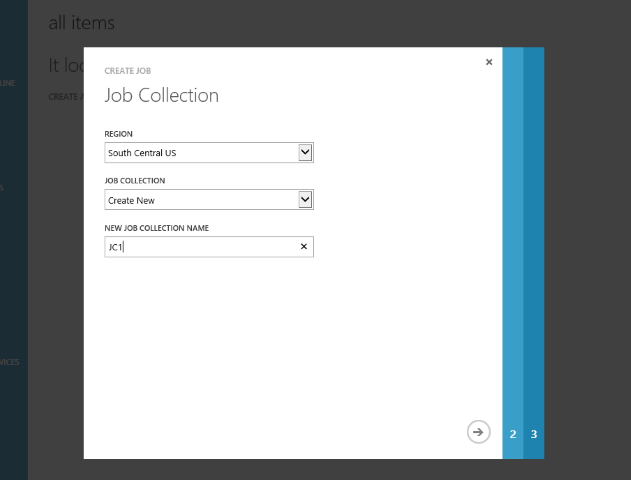 all items
It loo
LINE
CREATE A
S
VICES
CREATE JOB
Job Collection
REGION
South Central US
JOB COLLECTION
Create New
NEW JOB COLLECTION NAME
JC1
2 3